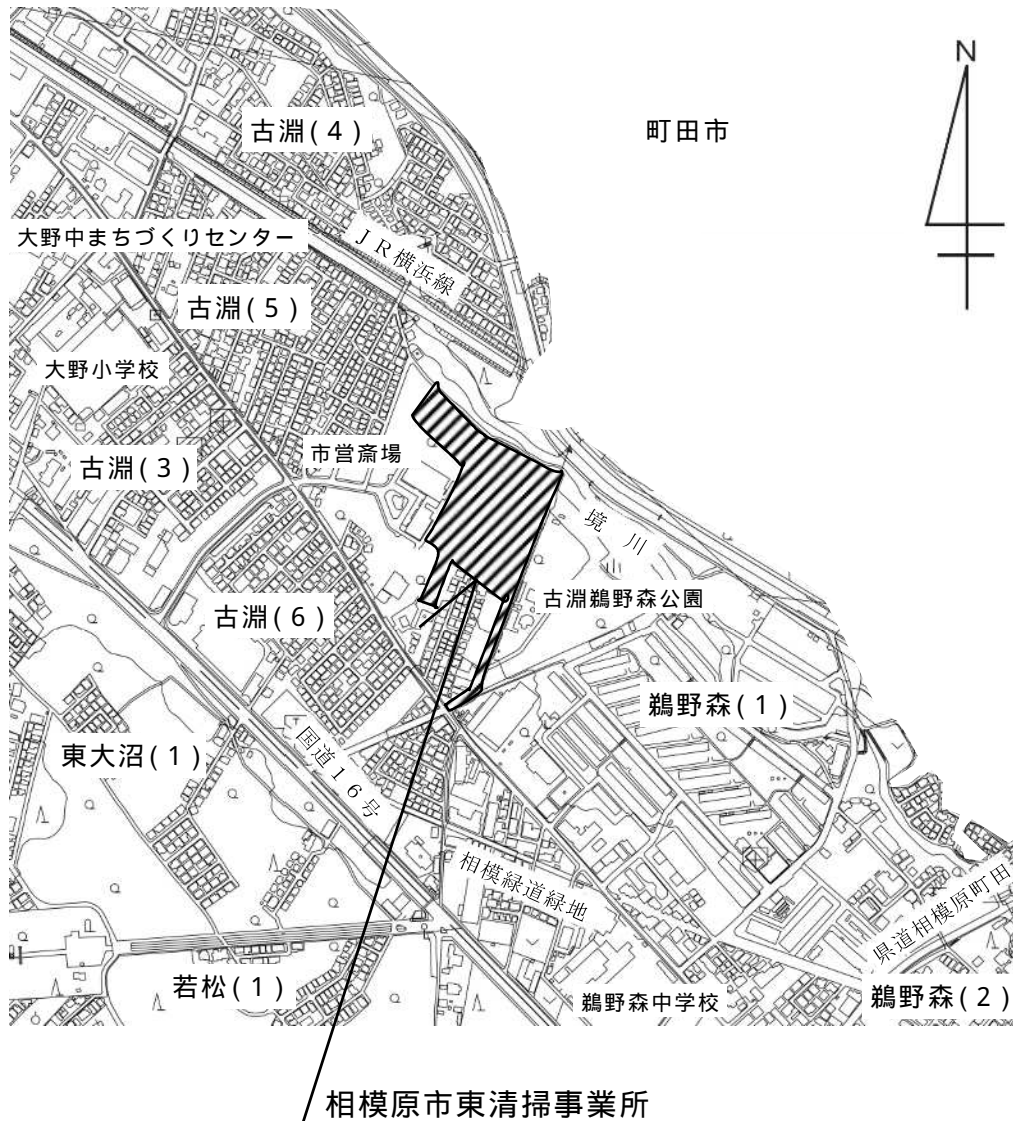 N
町田市
古淵(4)
大野中まちづくりセンター
JR横浜線
古淵(5)
大野小学校
市営斎場
古淵(3)
境川
古淵鵜野森公園
古淵(6)
鵜野森(1)
東大沼(1)
国道16号
相模緑道緑地
県道相模原町田
若松(1)
鵜野森中学校
鵜野森(2)
相模原市東清掃事業所